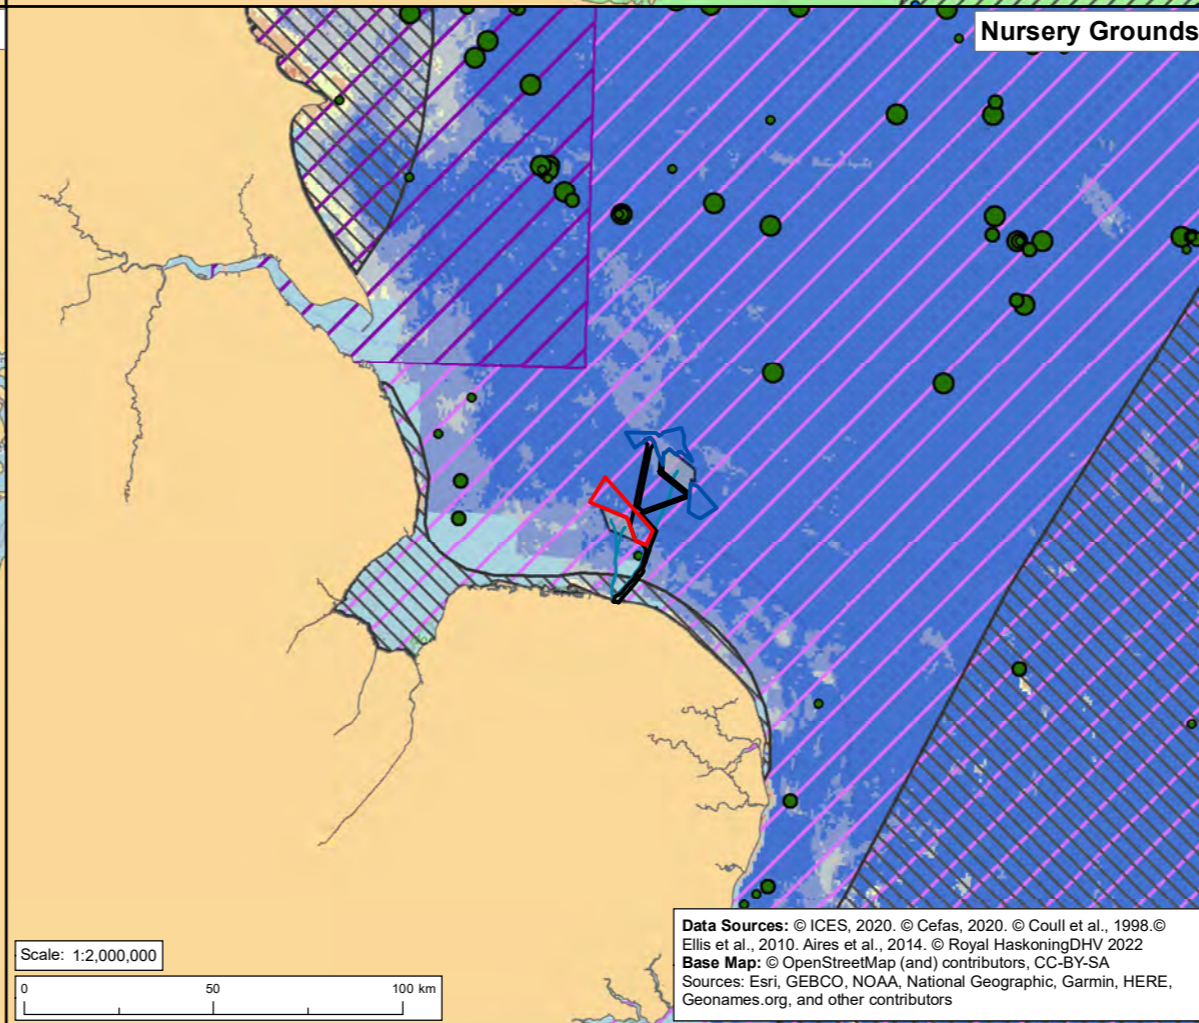 Nursery Grounds
Scale: 1:2,000,000
0 50 100 km
Data Sources: © ICES, 2020. © Cefas, 2020. © Coull et al., 1998.©
Ellis et al., 2010. Aires et al., 2014. © Royal HaskoningDHV 2022
Base Map: © OpenStreetMap (and) contributors, CC-BY-SA
Sources: Esri, GEBCO, NOAA, National Geographic, Garmin, HERE,
Geonames.org, and other contributors